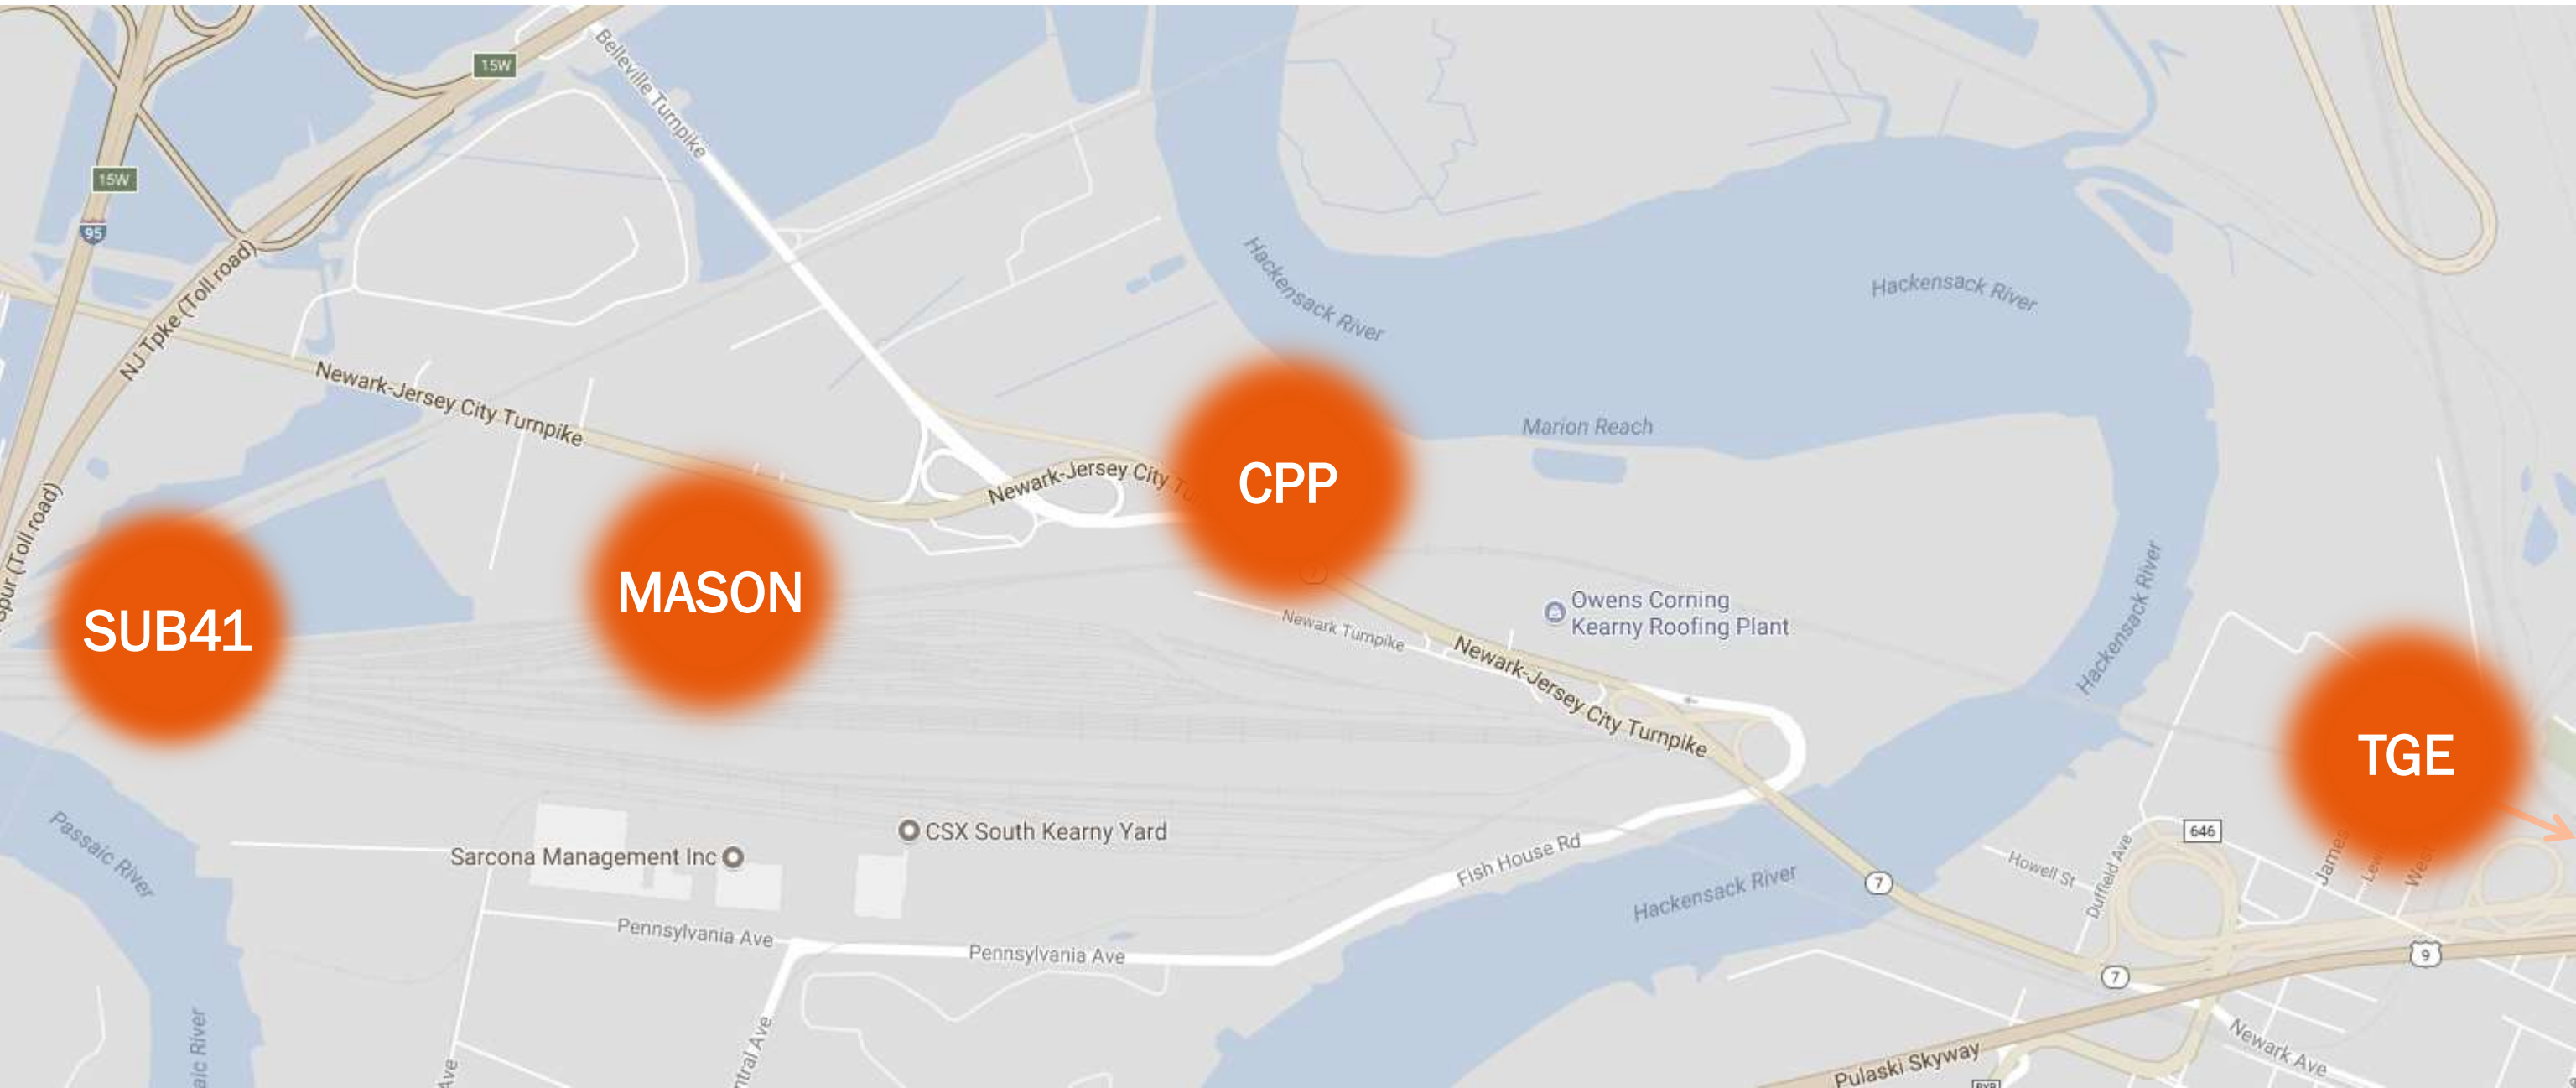 15W
Belleville Turnpike
15W
95
NJ Tpke (Toll road)
Hackensack River
Hackensack River
Newark-Jersey City Turnpike
Marion Reach
Newark-Jersey City
CPP
Spur (Toll road)
MASON
SUB41
Owens Corning
Kearny Roofing Plant
Newark Turnpike
Hackensack River
Newark-Jersey City Turnpike
TGE
CSX South Kearny Yard
Sarcona Management Inc
646
Passaic River
Fish House Rd
Howell St
Duffield Ave
James
West
7
Hackensack River
Pennsylvania Ave
Pennsylvania Ave
9
7
Newark Ave
Pulaski Skyway
Ave